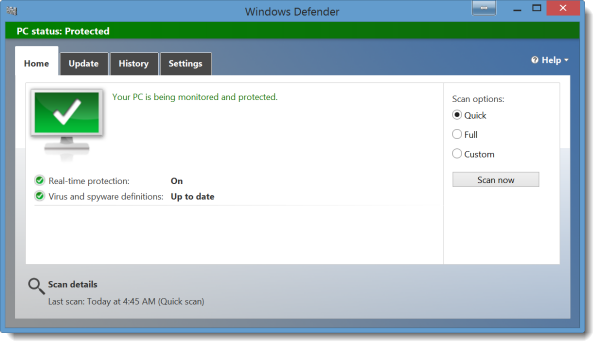 Windows Defender
PC status: Protected
Home Update History Settings Help
Your PC is being monitored and protected.
Scan options:
Quick
Full
Custom
Scan now
Real-time protection: On
Virus and spyware definitions: Up to date
Scan details
Last scan: Today at 4:45 AM (Quick scan)